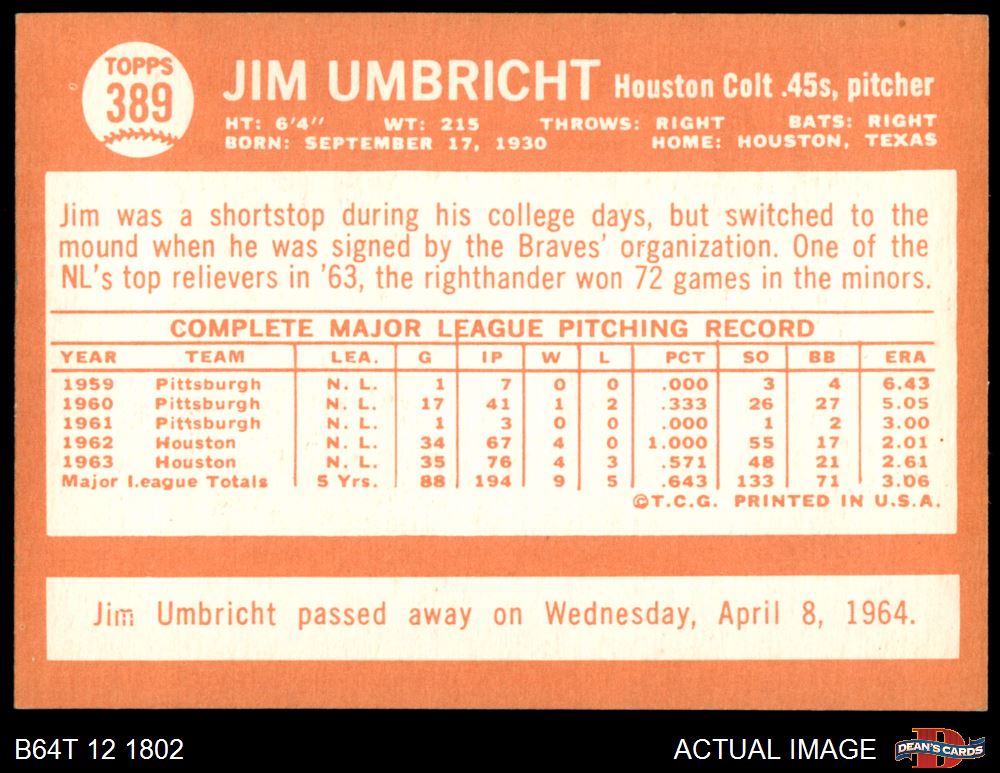 TOPPS
389
JIM UMBRICHT Houston Colt .45s, pitcher
HT: 6'4" WT: 215 THROWS: RIGHT BATS: RIGHT
BORN: SEPTEMBER 17, 1930 HOME: HOUSTON, TEXAS
Jim was a shortstop during his college days, but switched to the
mound when he was signed by the Braves' organization. One of the
NL's top relievers in '63, the righthander won 72 games in the minors.
COMPLETE MAJOR LEAGUE PITCHING RECORD
YEAR TEAM LEA. G IP W L PCT SO BB ERA
1959 Pittsburgh N. L. 1 7 0 0 .000 3 4 6.43
1960 Pittsburgh N. L. 17 41 1 2 .333 26 27 5.05
1961 Pittsburgh N. L. 1 3 0 0 .000 1 2 3.00
1962 Houston N. L. 34 67 4 0 1.000 55 17 2.01
1963 Houston N. L. 35 76 4 3 .571 48 21 2.61
Major League Totals 5 Yrs. 88 194 9 5 .643 133 71 3.06
©T.C.G. PRINTED IN U.S.A.
Jim Umbricht passed away on Wednesday, April 8, 1964.
B64T 12 1802 ACTUAL IMAGE
D
DEAN'S CARDS